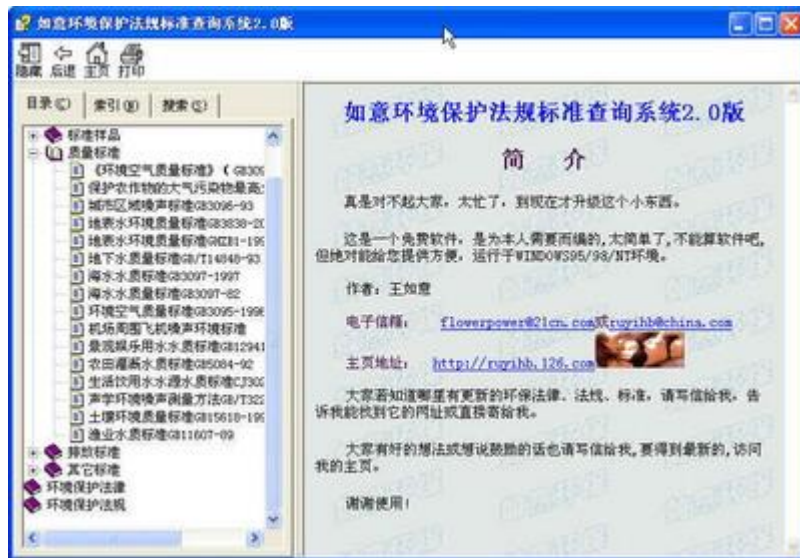 如意环境保护法规标准查询系统2.0版
隐藏 后退 主页 打印
目录(C) 索引(N) 搜索(S)
标准样品
质量标准
《环境空气质量标准》( GB309
保护农作物的大气污染物最高
城市区域噪声标准GB3096-93
地表水环境质量标准GB3838-20
地表水环境质量标准GHZB1-199
地下水质量标准GB/T14848-93
海水水质标准GB3097-1997
海水水质标准GB3097-82
环境空气质量标准GB3095-1996
机场周围飞机噪声环境标准
景观娱乐用水水质标准GB12941
农田灌溉水质标准GB5084-92
生活饮用水水源水质标准CJ302
声学环境噪声测量方法GB/T322
土壤环境质量标准GB15618-199
渔业水质标准GB11607-89
排放标准
其它标准
环境保护法律
环境保护法规
如意环境保护法规标准查询系统2.0版
简 介
真是对不起大家，太忙了，到现在才升级这个小东西。
这是一个免费软件，是为本人需要而编的,太简单了,不能算软件吧,
但绝对能给您提供方便，运行于WINDOWS95/98/NT环境。
作者：王如意
电子信箱： flowerpower@21cn.com或ruyihb@china.com
主页地址： http://ruyihb.126.com
大家若知道哪里有更新的环保法律、法规、标准，请写信给我，告
诉我能找到它的网址或直接寄给我。
大家有好的想法或想说鼓励的话也请写信给我,要得到最新的,访问
我的主页。
谢谢使用!